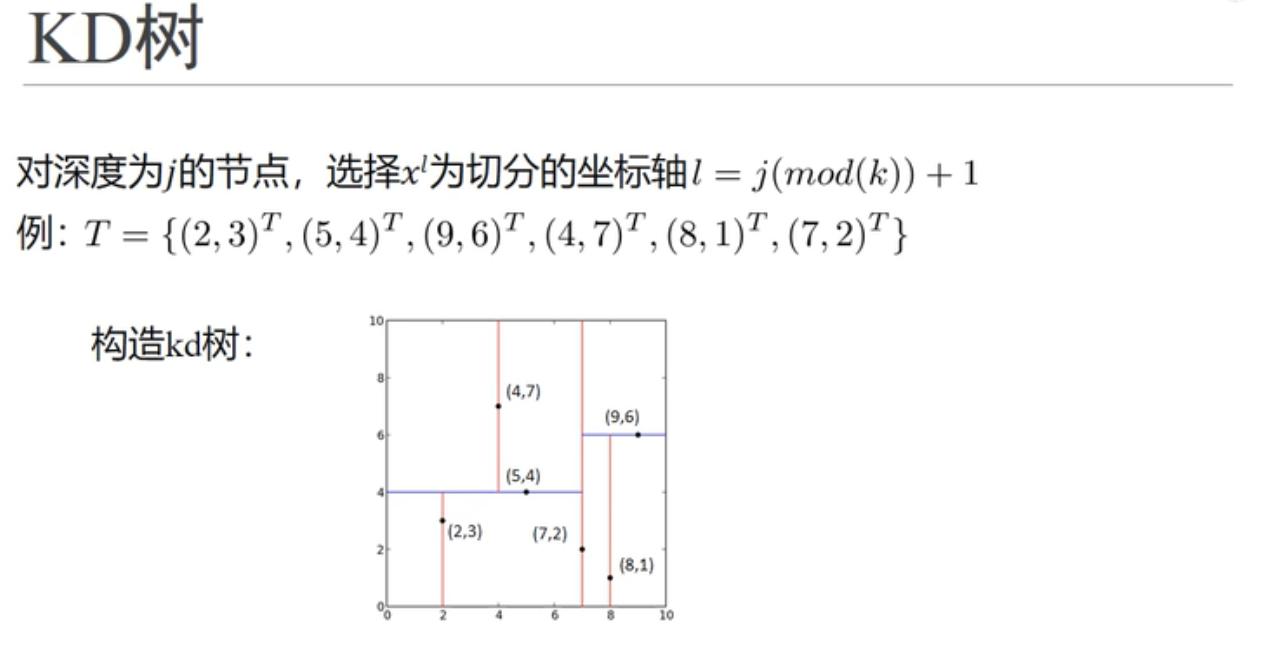 KD树
对深度为j的节点，选择x^l为切分的坐标轴l = j(mod(k)) + 1
例：T = {(2,3)^T, (5,4)^T, (9,6)^T, (4,7)^T, (8,1)^T, (7,2)^T}
构造kd树：
10
8
6
4
2
0
(4,7)
(9,6)
(5,4)
(2,3)
(7,2)
(8,1)
0 2 4 6 8 10